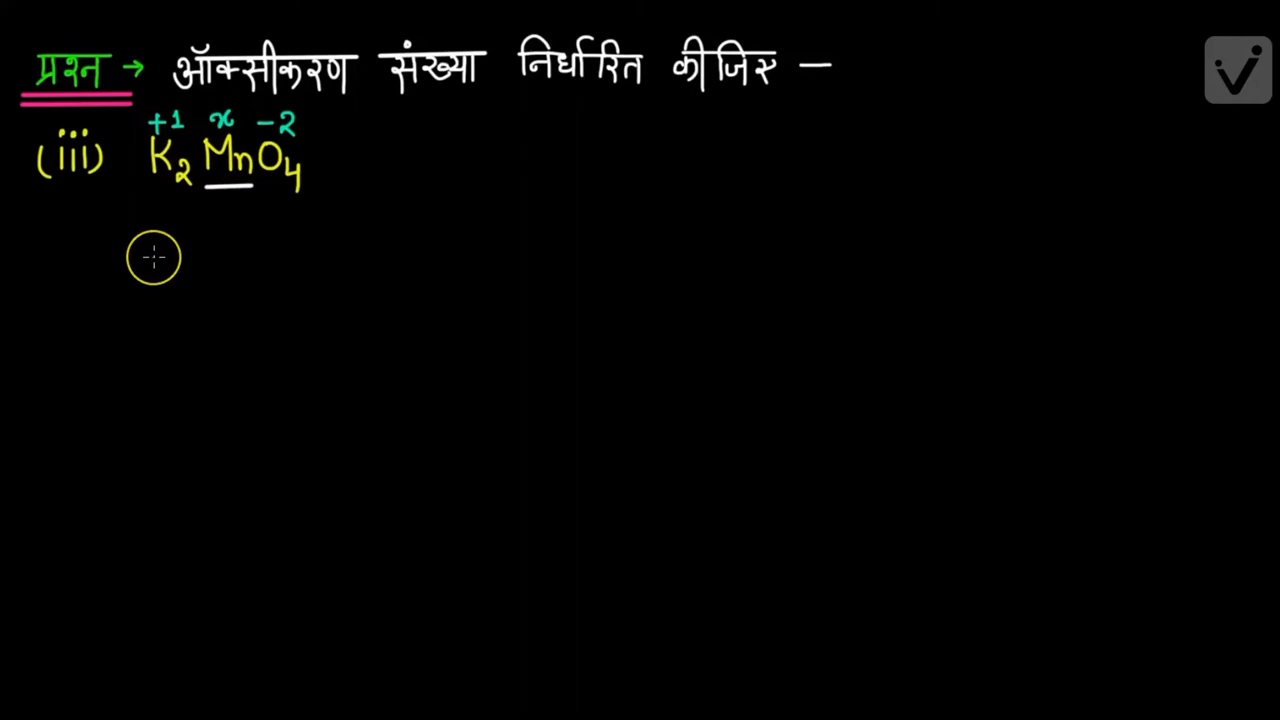 प्रश्न → ऑक्सीकरण संख्या निर्धारित कीजिए –
+1 x -2
(iii) K₂MnO₄